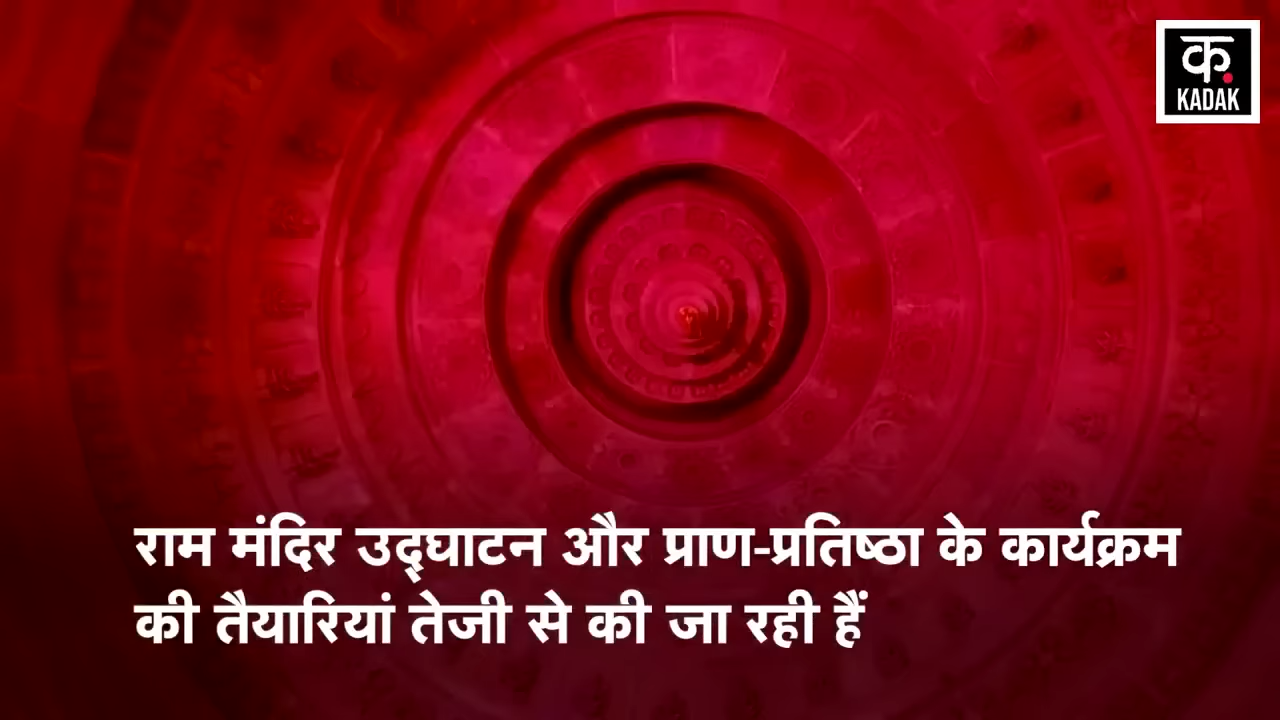 क.
KADAK
राम मंदिर उद्घाटन और प्राण-प्रतिष्ठा के कार्यक्रम
की तैयारियां तेजी से की जा रही हैं